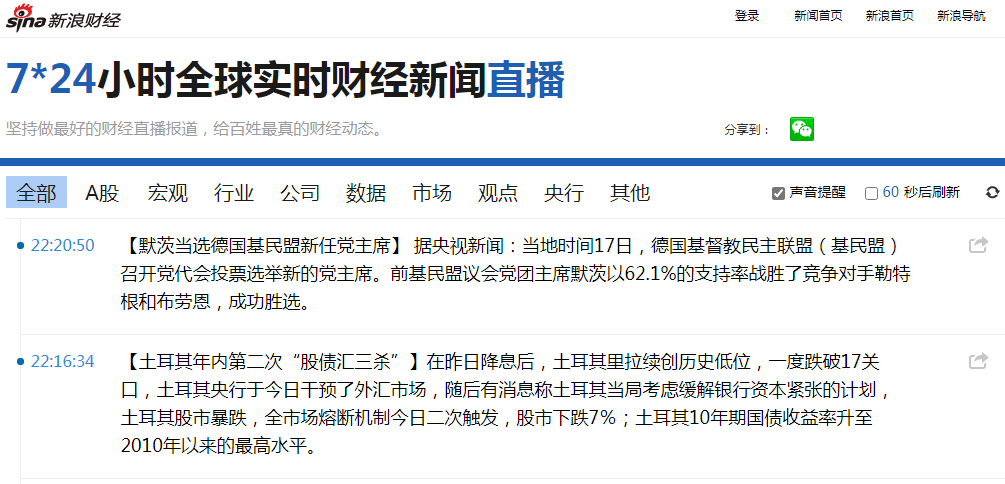 sina新浪财经 登录 新闻首页 新浪首页 新浪导航
7*24小时全球实时财经新闻直播
坚持做最好的财经直播报道，给百姓最真的财经动态。 分享到：
全部 A股 宏观 行业 公司 数据 市场 观点 央行 其他 声音提醒 60 秒后刷新
22:20:50 【默茨当选德国基民盟新任党主席】 据央视新闻：当地时间17日，德国基督教民主联盟（基民盟）
召开党代会投票选举新的党主席。前基民盟议会党团主席默茨以62.1%的支持率战胜了竞争对手勒特
根和布劳恩，成功胜选。
22:16:34 【土耳其年内第二次“股债汇三杀”】在昨日降息后，土耳其里拉续创历史低位，一度跌破17关
口，土耳其央行于今日干预了外汇市场，随后有消息称土耳其当局考虑缓解银行资本紧张的计划，
土耳其股市暴跌，全市场熔断机制今日二次触发，股市下跌7%；土耳其10年期国债收益率升至
2010年以来的最高水平。